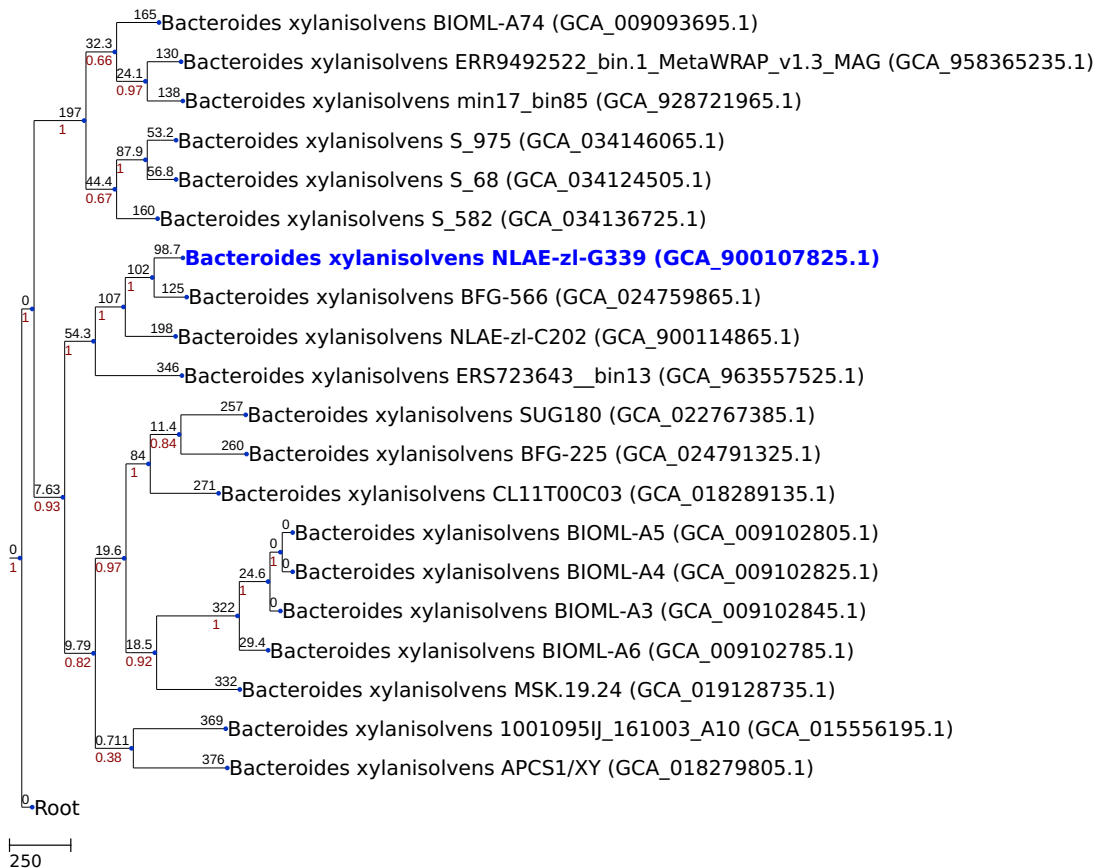 165
Bacteroides xylanisolvens BIOML-A74 (GCA_009093695.1)
32.3
0.66
130
Bacteroides xylanisolvens ERR9492522_bin.1_MetaWRAP_v1.3_MAG (GCA_958365235.1)
24.1
0.97
138
Bacteroides xylanisolvens min17_bin85 (GCA_928721965.1)
197
1
53.2
Bacteroides xylanisolvens S_975 (GCA_034146065.1)
87.9
1
56.8
Bacteroides xylanisolvens S_68 (GCA_034124505.1)
44.4
0.67
160
Bacteroides xylanisolvens S_582 (GCA_034136725.1)
98.7
Bacteroides xylanisolvens NLAE-zl-G339 (GCA_900107825.1)
102
1
125
Bacteroides xylanisolvens BFG-566 (GCA_024759865.1)
0
1
107
1
198
Bacteroides xylanisolvens NLAE-zl-C202 (GCA_900114865.1)
54.3
1
346
Bacteroides xylanisolvens ERS723643__bin13 (GCA_963557525.1)
257
Bacteroides xylanisolvens SUG180 (GCA_022767385.1)
11.4
0.84
260
Bacteroides xylanisolvens BFG-225 (GCA_024791325.1)
84
1
271
Bacteroides xylanisolvens CL11T00C03 (GCA_018289135.1)
7.63
0.93
0
Bacteroides xylanisolvens BIOML-A5 (GCA_009102805.1)
0
1
19.6
0.97
0
1
0
Bacteroides xylanisolvens BIOML-A4 (GCA_009102825.1)
24.6
1
0
Bacteroides xylanisolvens BIOML-A3 (GCA_009102845.1)
322
1
29.4
Bacteroides xylanisolvens BIOML-A6 (GCA_009102785.1)
9.79
0.82
18.5
0.92
332
Bacteroides xylanisolvens MSK.19.24 (GCA_019128735.1)
369
Bacteroides xylanisolvens 1001095IJ_161003_A10 (GCA_015556195.1)
0.711
0.38
376
Bacteroides xylanisolvens APCS1/XY (GCA_018279805.1)
0
Root
250